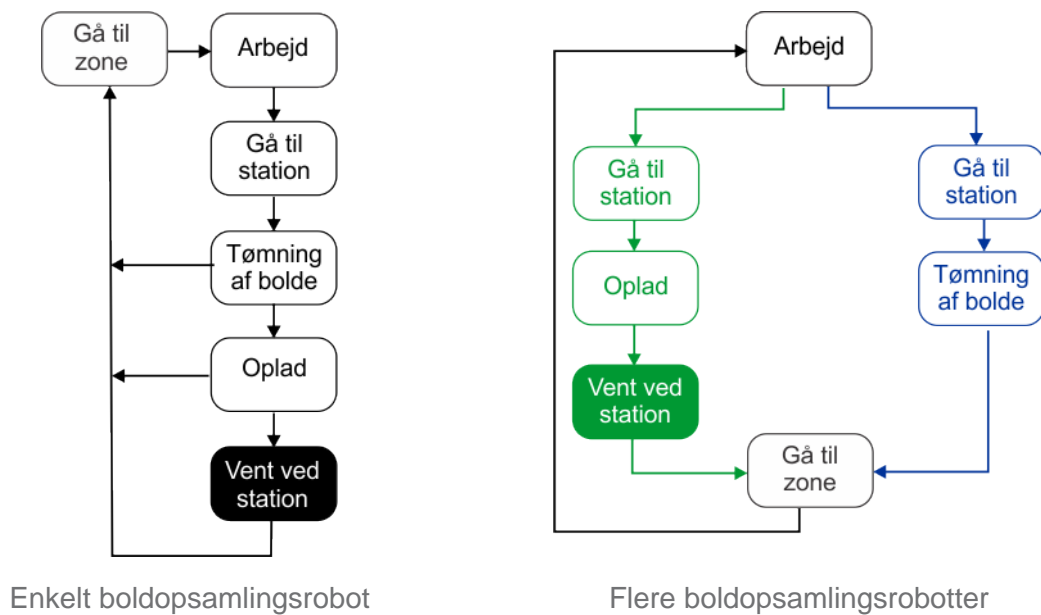 Gå til
zone
Arbejd
Gå til
station
Tømning
af bolde
Oplad
Vent ved
station
Enkelt boldopsamlingsrobot
Arbejd
Gå til
station
Oplad
Vent ved
station
Gå til
station
Tømning
af bolde
Gå til
zone
Flere boldopsamlingsrobotter